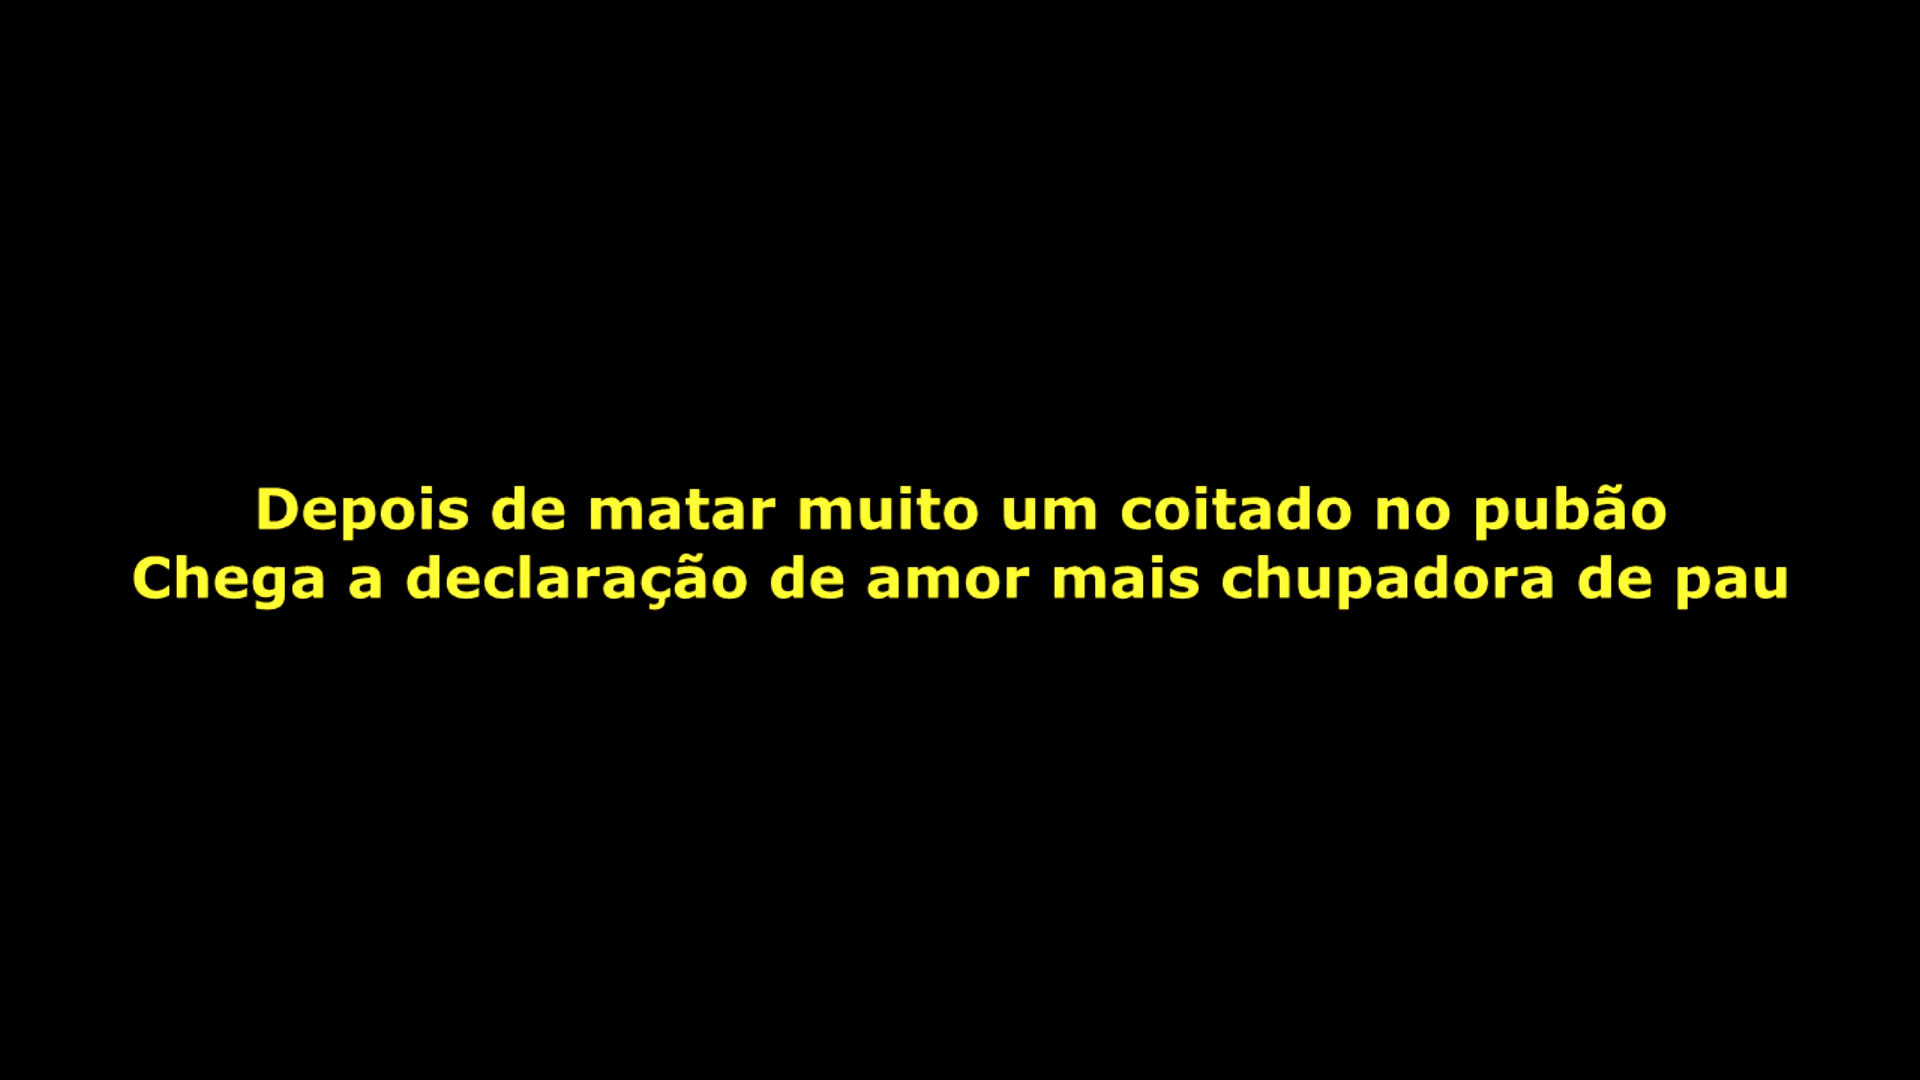 Depois de matar muito um coitado no pubão
Chega a declaração de amor mais chupadora de pau